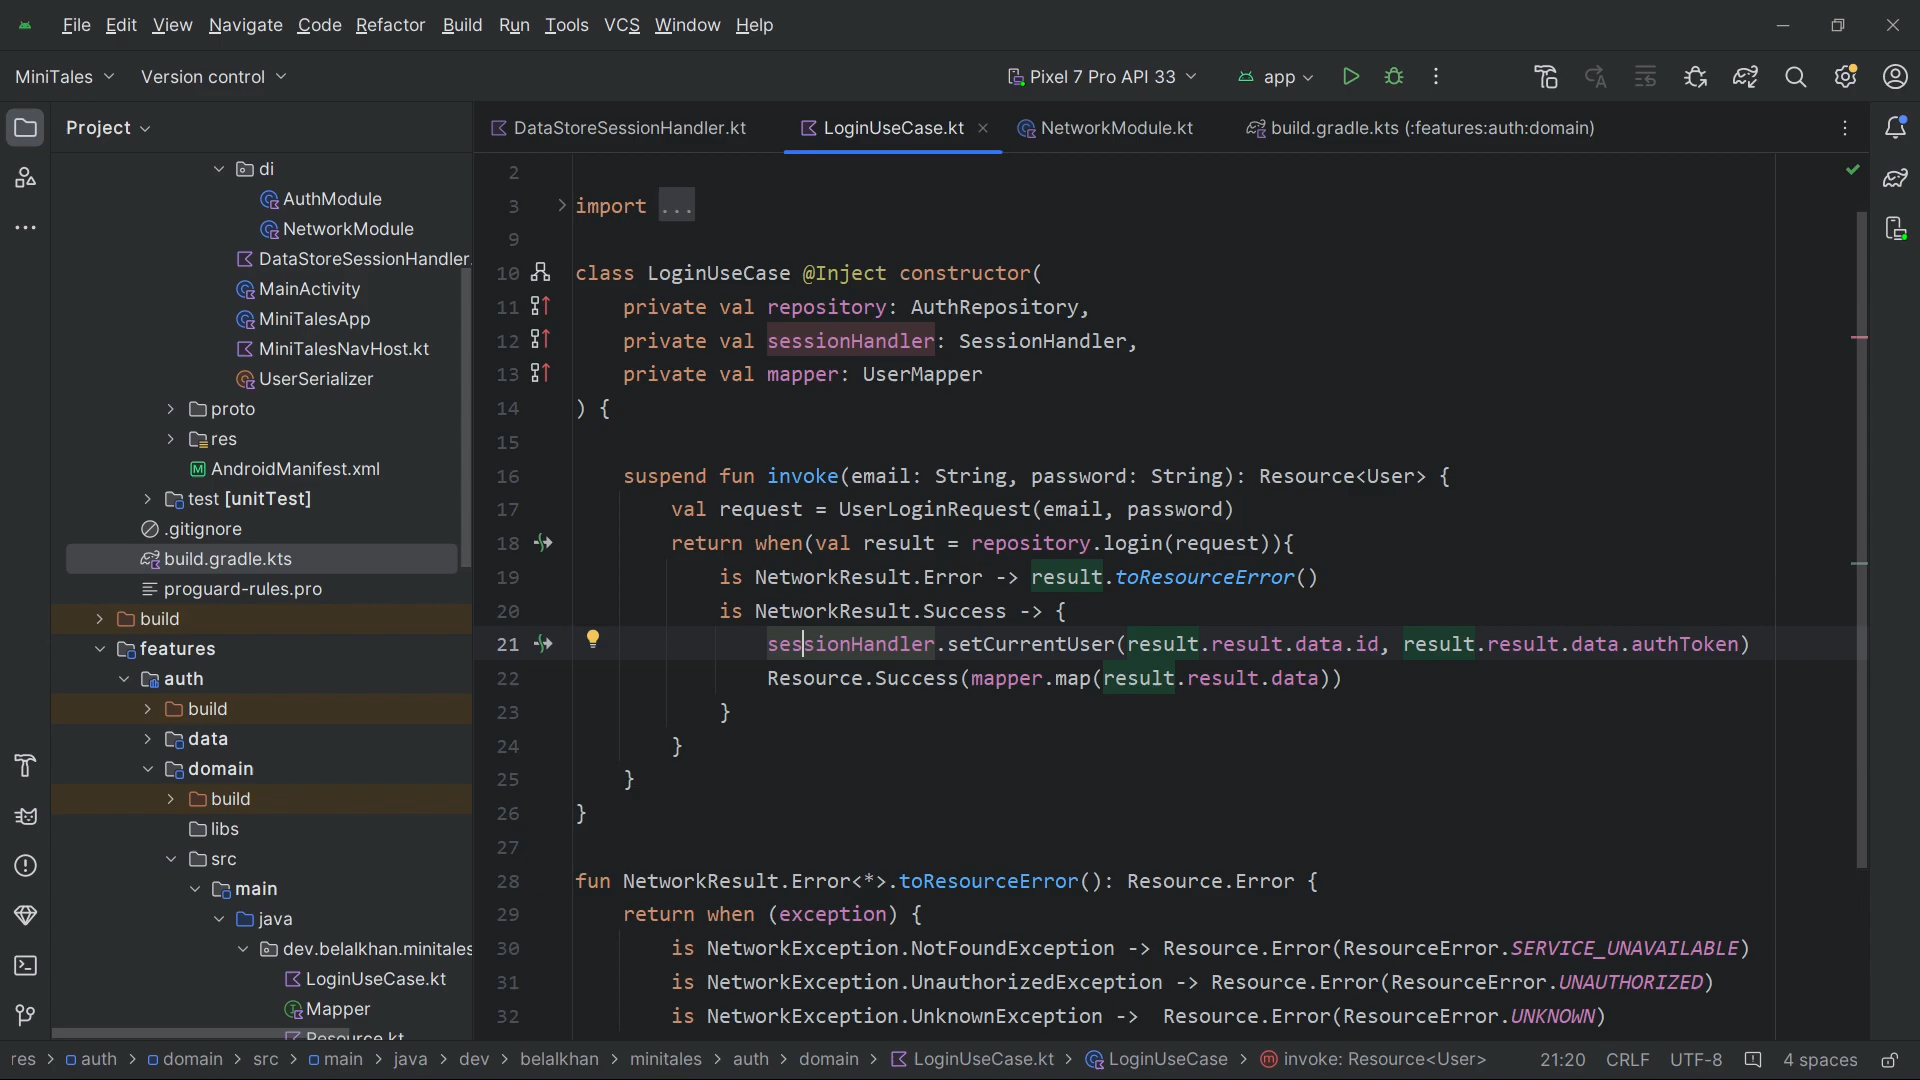 File Edit View Navigate Code Refactor Build Run Tools VCS Window Help
MiniTales Version control Pixel 7 Pro API 33 app
Project
DataStoreSessionHandler.kt LoginUseCase.kt NetworkModule.kt build.gradle.kts (:features:auth:domain)
di
AuthModule
NetworkModule
DataStoreSessionHandler.
MainActivity
MiniTalesApp
MiniTalesNavHost.kt
UserSerializer
proto
res
AndroidManifest.xml
test [unitTest]
.gitignore
build.gradle.kts
proguard-rules.pro
build
features
auth
build
data
domain
build
libs
src
main
java
dev.belalkhan.minitales
LoginUseCase.kt
Mapper
Resource.kt
2
3 import ...
9
10 class LoginUseCase @Inject constructor(
11 private val repository: AuthRepository,
12 private val sessionHandler: SessionHandler,
13 private val mapper: UserMapper
14 ) {
15
16 suspend fun invoke(email: String, password: String): Resource<User> {
17 val request = UserLoginRequest(email, password)
18 return when(val result = repository.login(request)){
19 is NetworkResult.Error -> result.toResourceError()
20 is NetworkResult.Success -> {
21 sessionHandler.setCurrentUser(result.result.data.id, result.result.data.authToken)
22 Resource.Success(mapper.map(result.result.data))
23 }
24 }
25 }
26 }
27
28 fun NetworkResult.Error<*>.toResourceError(): Resource.Error {
29 return when (exception) {
30 is NetworkException.NotFoundException -> Resource.Error(ResourceError.SERVICE_UNAVAILABLE)
31 is NetworkException.UnauthorizedException -> Resource.Error(ResourceError.UNAUTHORIZED)
32 is NetworkException.UnknownException -> Resource.Error(ResourceError.UNKNOWN)
res > auth > domain > src > main > java > dev > belalkhan > minitales > auth > domain > LoginUseCase.kt > LoginUseCase > invoke: Resource<User> 21:20 CRLF UTF-8 4 spaces